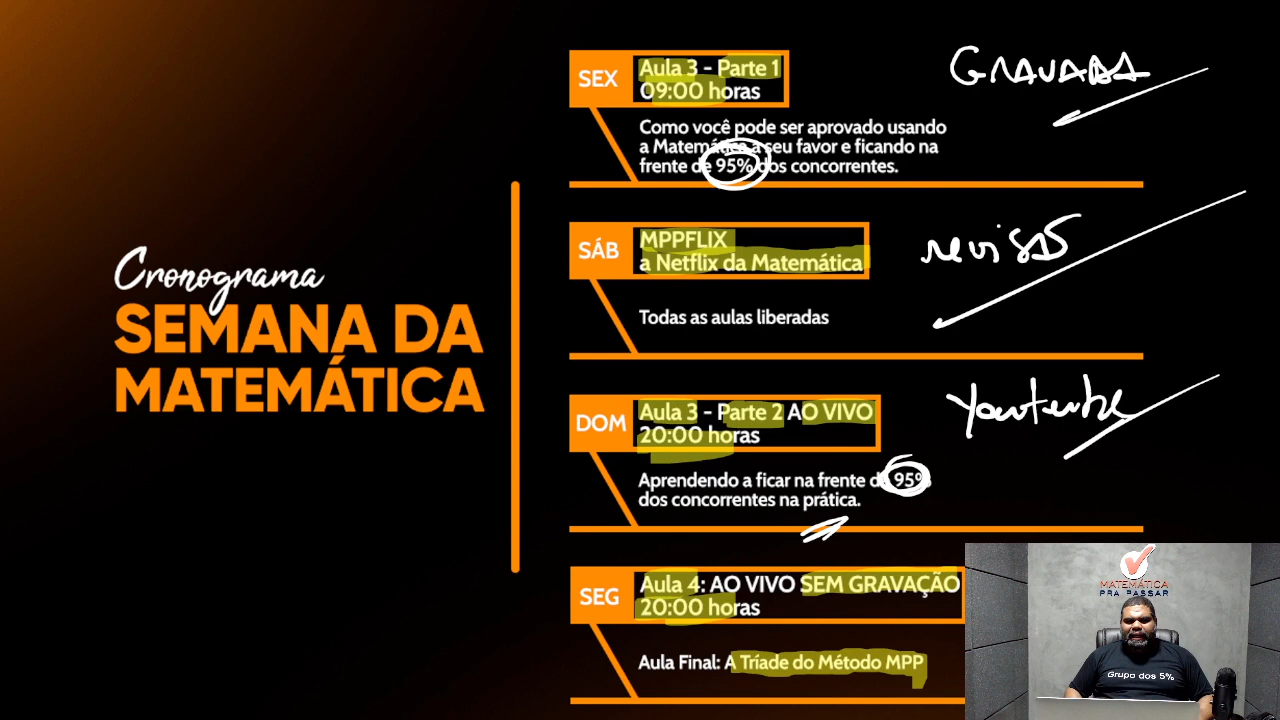 Cronograma
SEMANA DA
MATEMÁTICA
SEX
Aula 3 - Parte 1
09:00 horas
GRAVADA
Como você pode ser aprovado usando
a Matemática a seu favor e ficando na
frente de 95% dos concorrentes.
SÁB
MPPFLIX
a Netflix da Matemática
Todas as aulas liberadas
DOM
Aula 3 - Parte 2 AO VIVO
20:00 horas
Aprendendo a ficar na frente de 95%
dos concorrentes na prática.
SEG
Aula 4: AO VIVO SEM GRAVAÇÃO
20:00 horas
Aula Final: A Tríade do Método MPP
MATEMÁTICA
PRA PASSAR
Grupo dos 5%